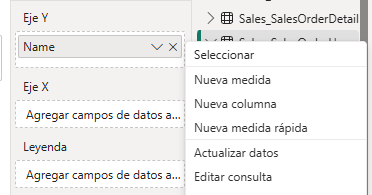 Eje Y
Name
Eje X
Agregar campos de datos a...
Leyenda
Agregar campos de datos a...
Sales_SalesOrderDetail
Seleccionar
Nueva medida
Nueva columna
Nueva medida rápida
Actualizar datos
Editar consulta